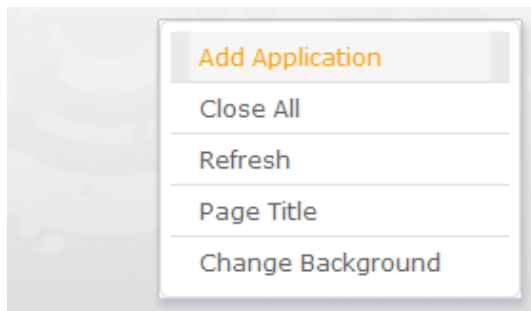 Add Application
Close All
Refresh
Page Title
Change Background